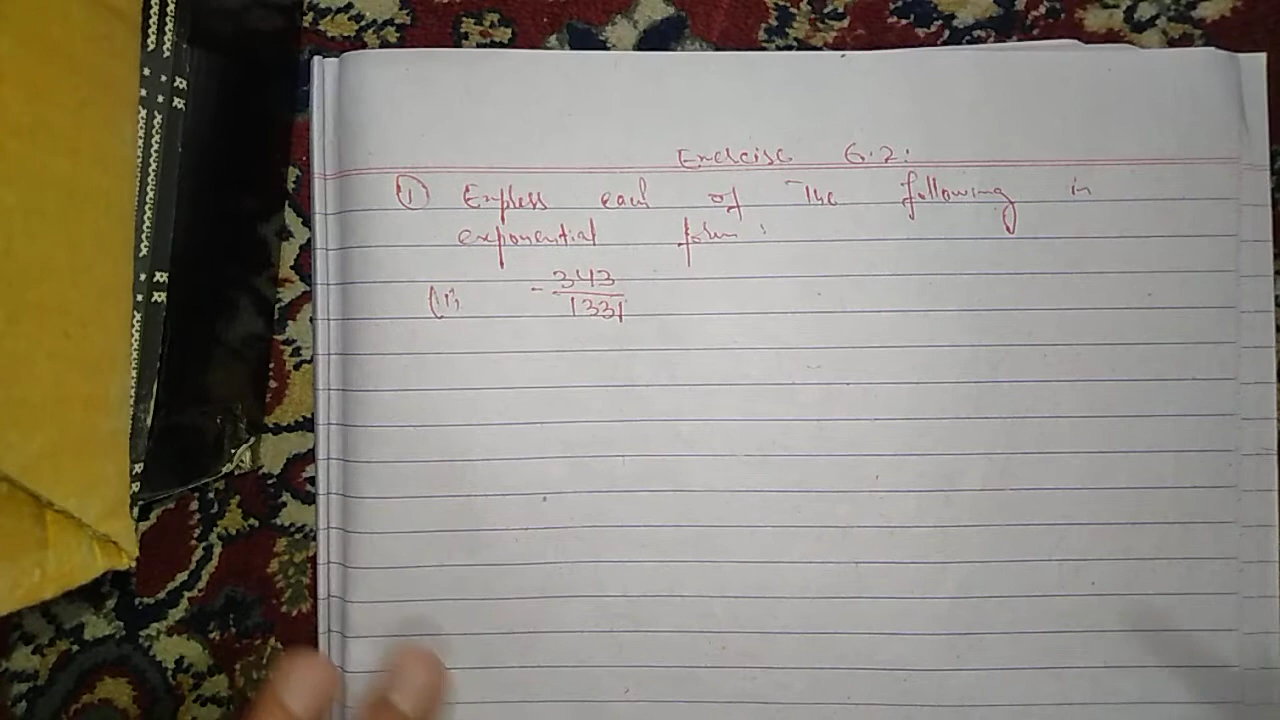 Exercise 6.2:
① Express each of the following in
exponential form:
(i) -343/1331